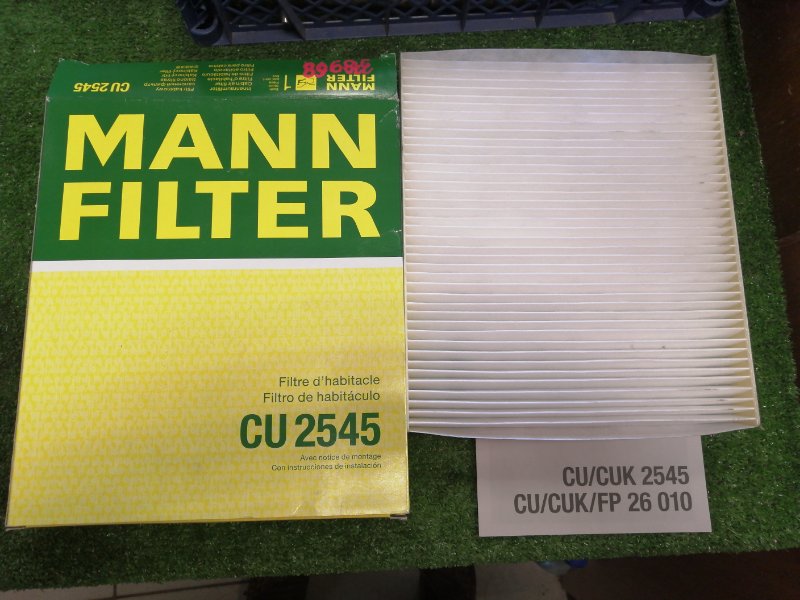 CU 2545
MANN
FILTER
1
MANN
FILTER
Filtre d'habitacle
Filtro de habitáculo
CU 2545
Avec notice de montage
Con instrucciones de instalación
CU/CUK 2545
CU/CUK/FP 26 010